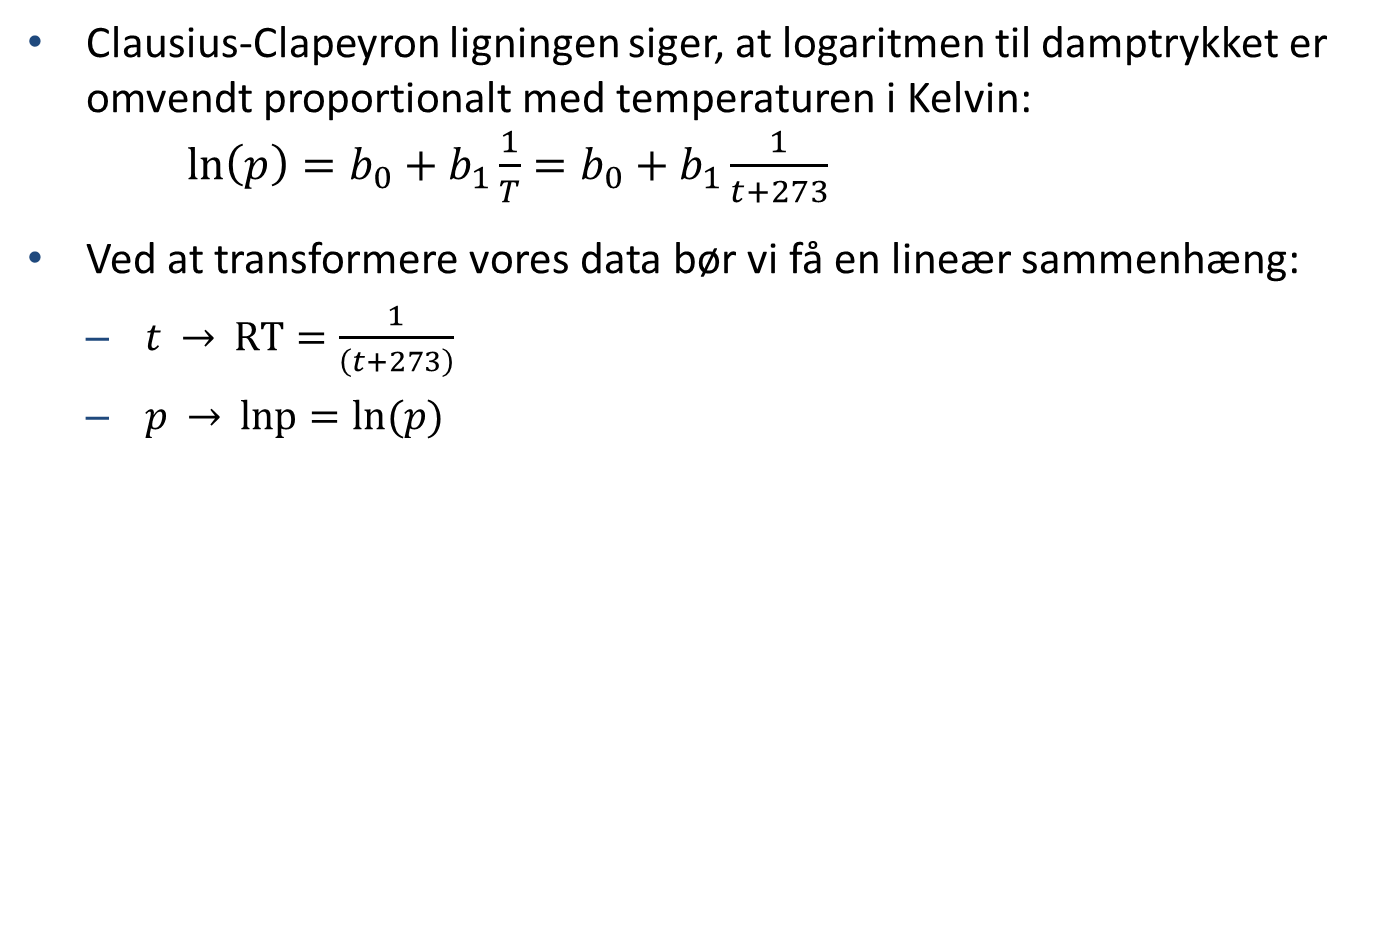 • Clausius-Clapeyron ligningen siger, at logaritmen til damptrykket er
omvendt proportionalt med temperaturen i Kelvin:
ln(p) = b₀ + b₁ 1/T = b₀ + b₁ 1/(t+273)
• Ved at transformere vores data bør vi få en lineær sammenhæng:
– t → RT = 1/(t+273)
– p → lnp = ln(p)